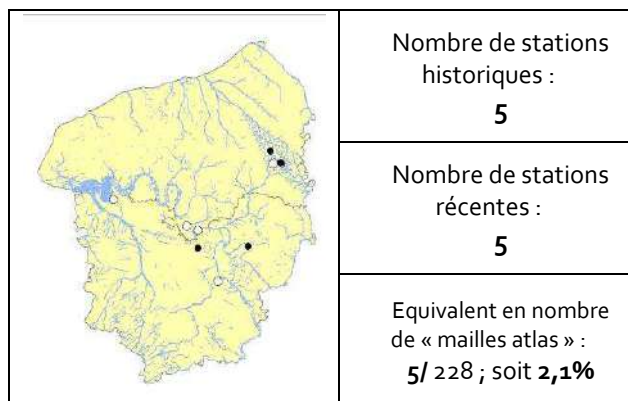 Nombre de stations
historiques :
5
Nombre de stations
récentes :
5
Equivalent en nombre
de « mailles atlas » :
5/ 228 ; soit 2,1%